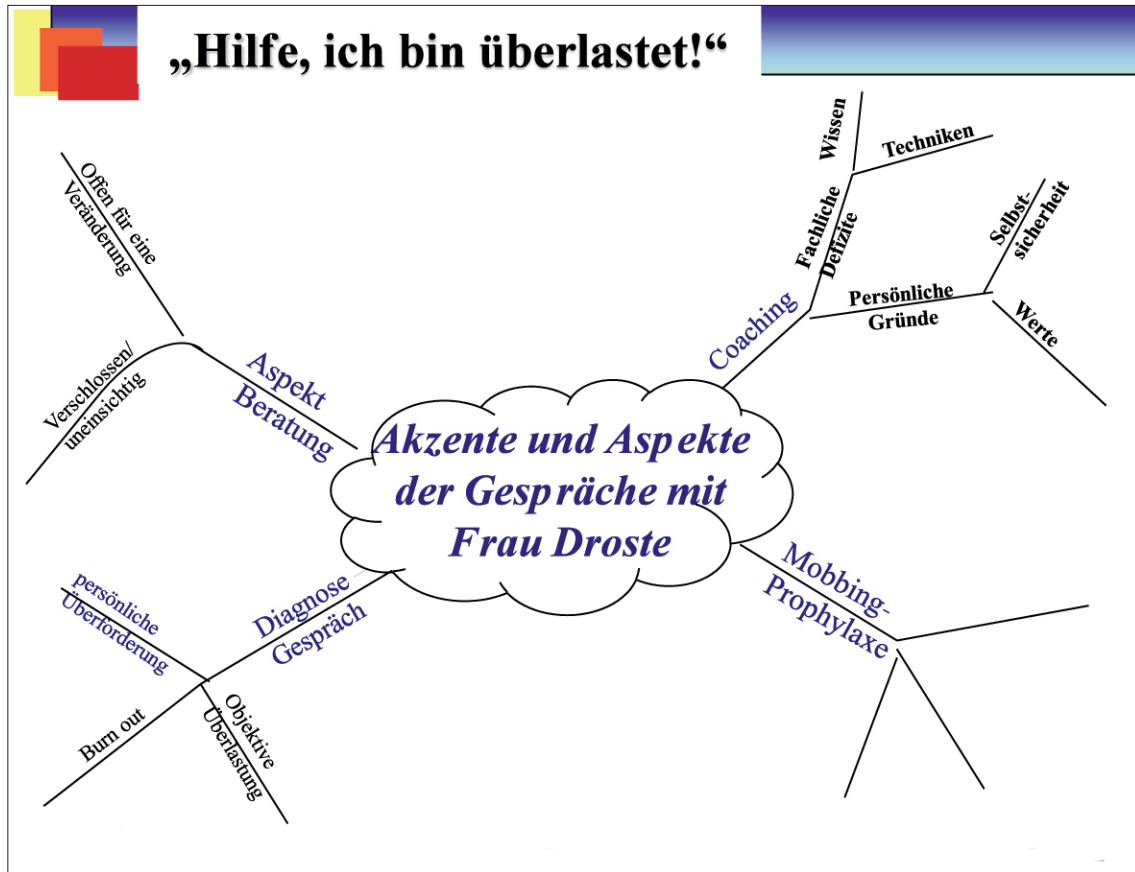 „Hilfe, ich bin überlastet!“
Offen für eine
Veränderung
Verschlossen/
uneinsichtig
Aspekt
Beratung
Wissen
Techniken
Fachliche
Defizite
Selbst-
sicherheit
Persönliche
Gründe
Werte
Coaching
Akzente und Aspekte
der Gespräche mit
Frau Droste
Mobbing-
Prophylaxe
Diagnose
Gespräch
persönliche
Überforderung
Burn out
Objektive
Überlastung